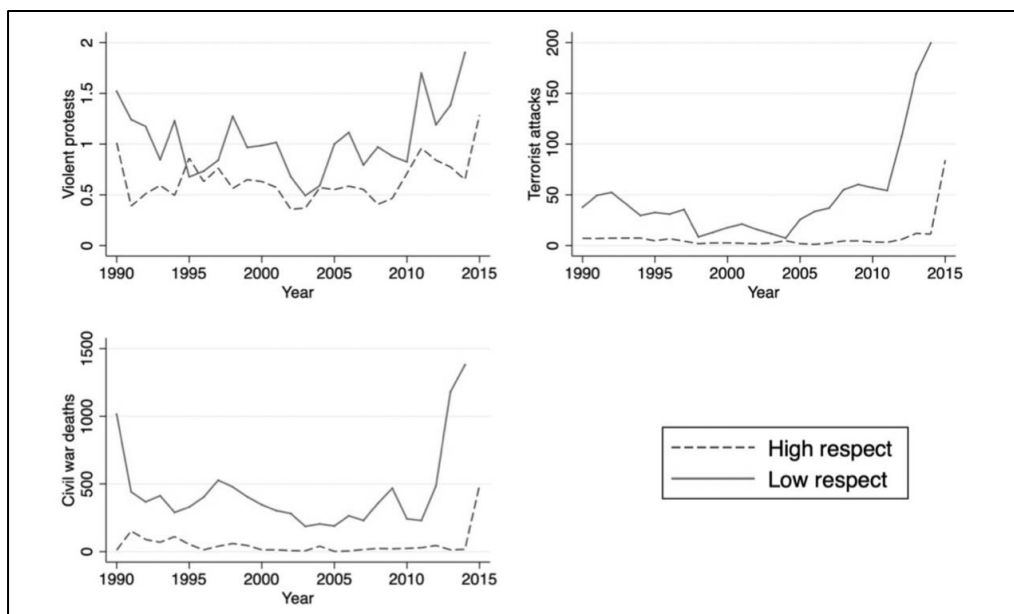 Violent protests
2
1.5
1
0.5
0
1990 1995 2000 2005 2010 2015
Year
Terrorist attacks
200
150
100
50
0
1990 1995 2000 2005 2010 2015
Year
Civil war deaths
1500
1000
500
0
1990 1995 2000 2005 2010 2015
Year
High respect
Low respect